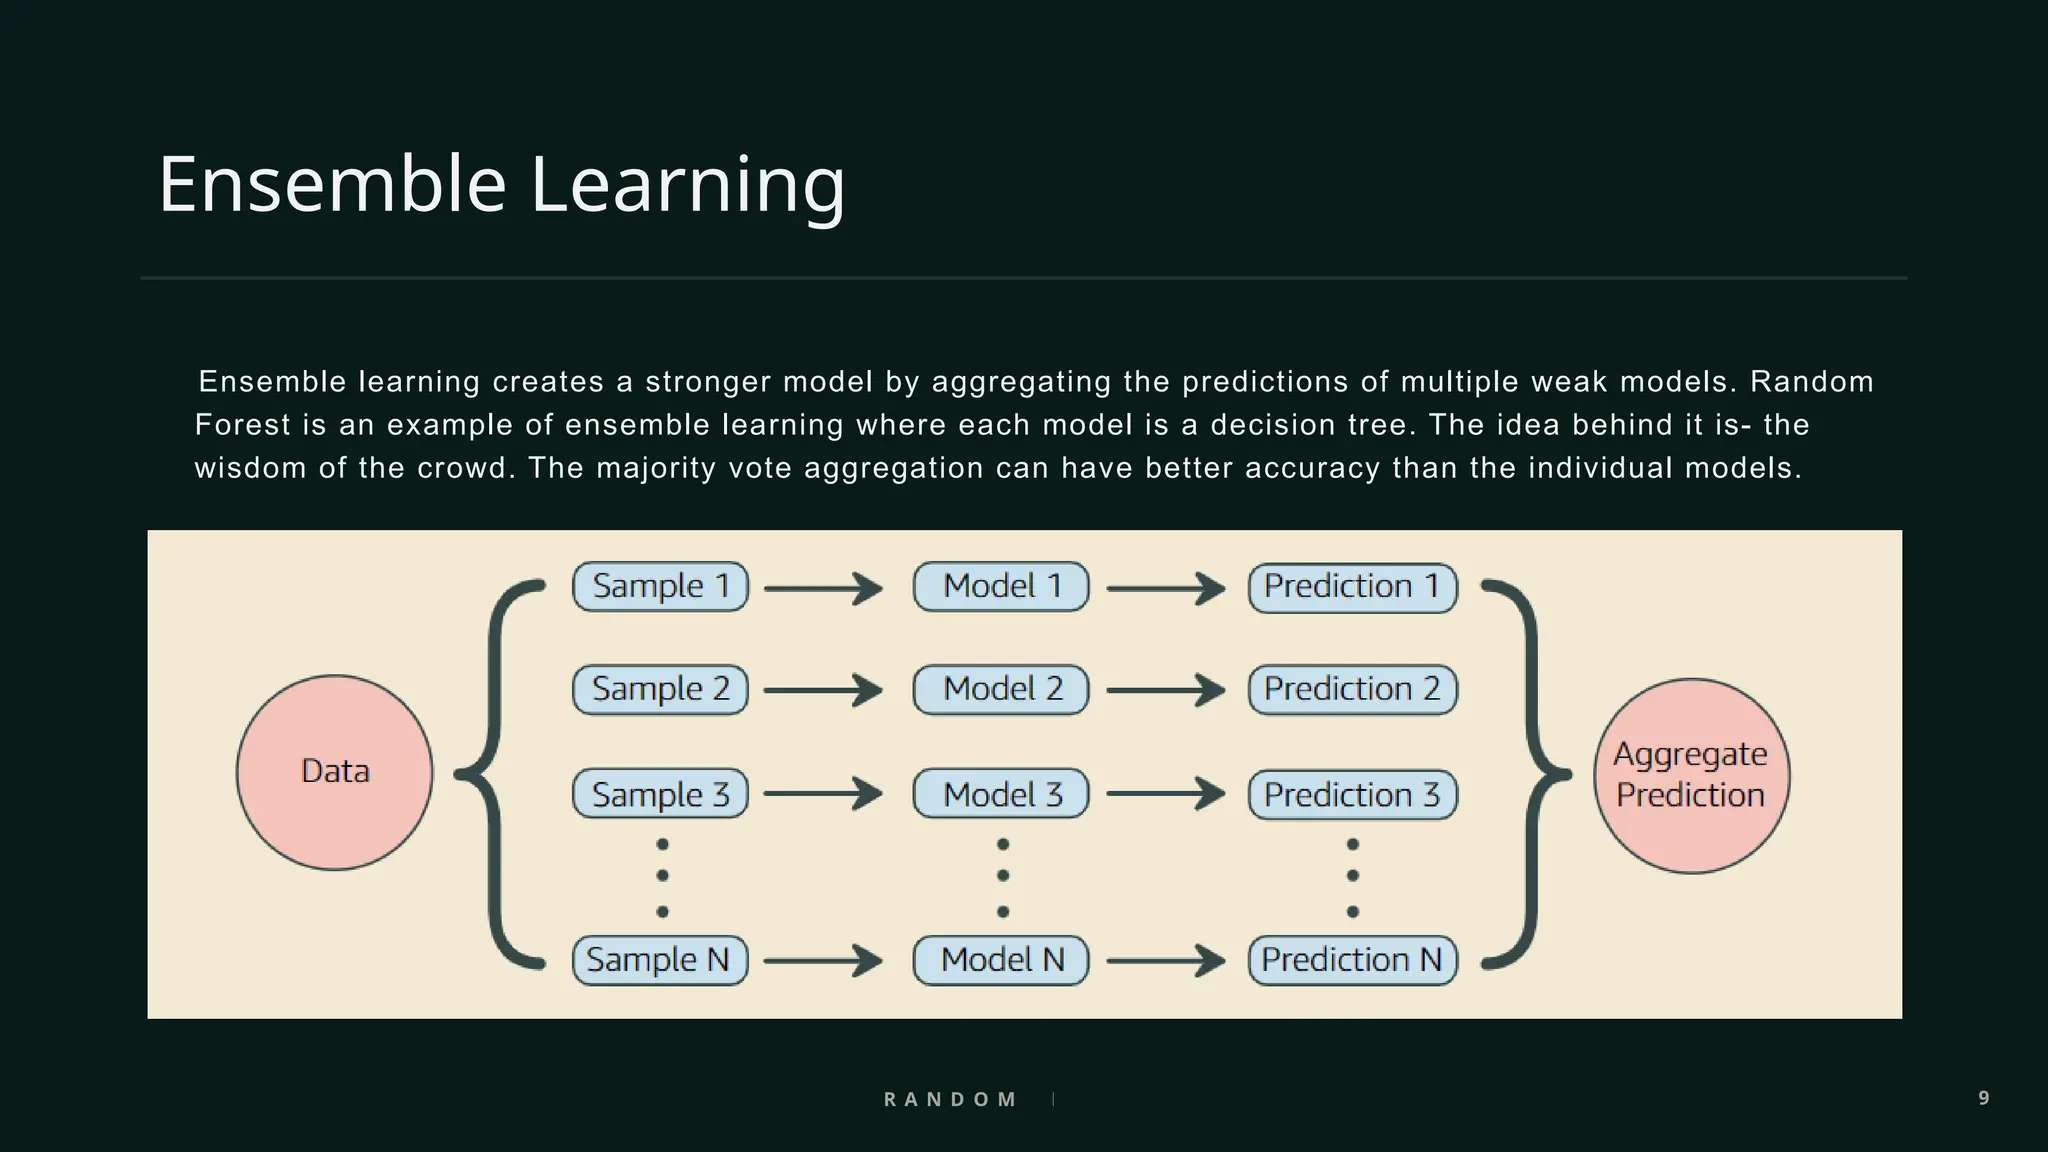 Ensemble Learning
Ensemble learning creates a stronger model by aggregating the predictions of multiple weak models. Random
Forest is an example of ensemble learning where each model is a decision tree. The idea behind it is- the
wisdom of the crowd. The majority vote aggregation can have better accuracy than the individual models.
Sample 1 Model 1 Prediction 1
Sample 2 Model 2 Prediction 2
Data
Aggregate
Prediction
Sample 3 Model 3 Prediction 3
Sample N Model N Prediction N
RANDOM
9